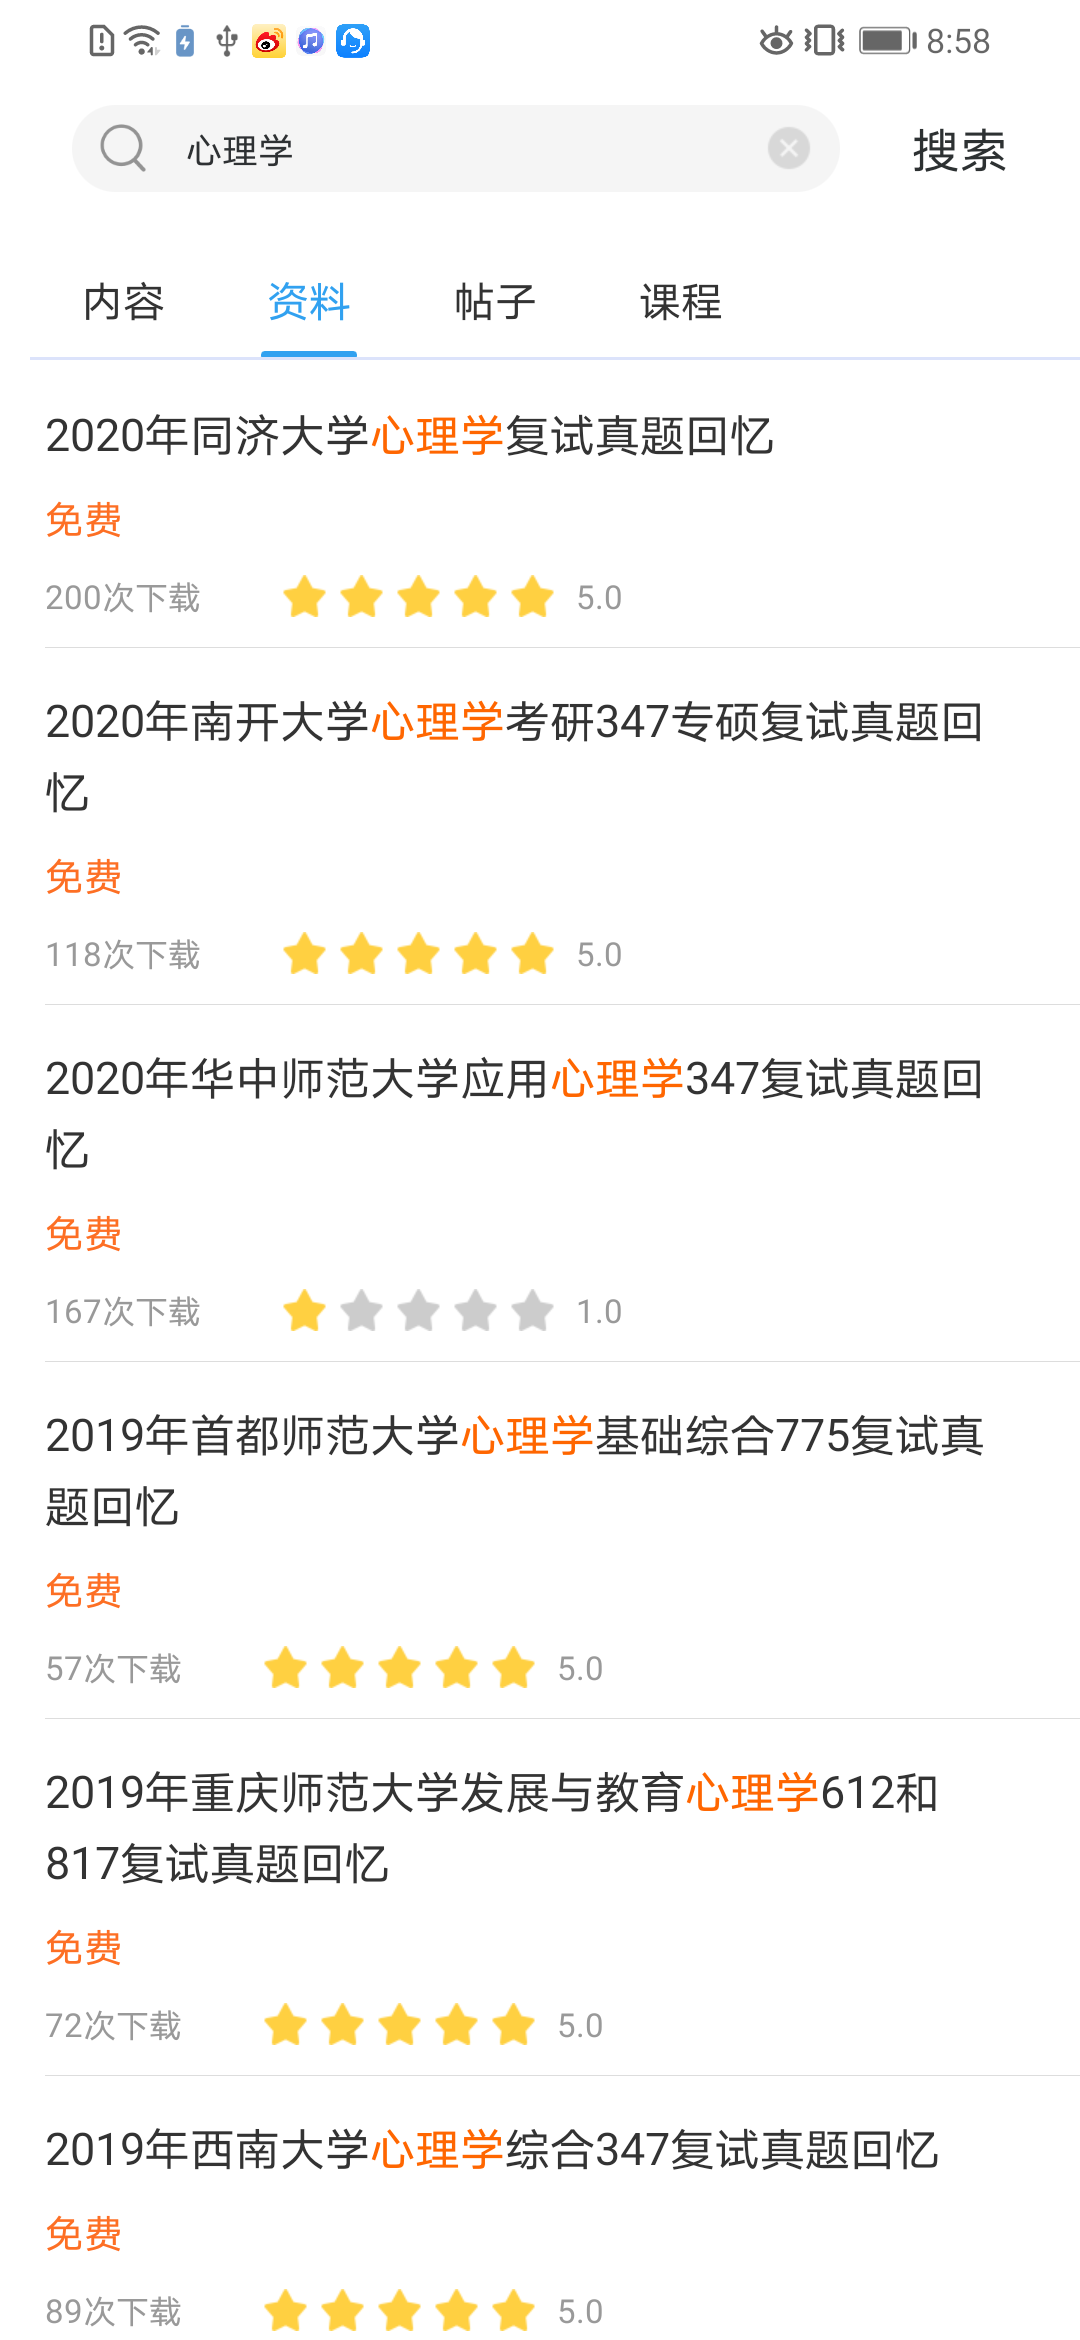 8:58
心理学
搜索
内容 资料 帖子 课程
2020年同济大学心理学复试真题回忆
免费
200次下载 5.0
2020年南开大学心理学考研347专硕复试真题回
忆
免费
118次下载 5.0
2020年华中师范大学应用心理学347复试真题回
忆
免费
167次下载 1.0
2019年首都师范大学心理学基础综合775复试真
题回忆
免费
57次下载 5.0
2019年重庆师范大学发展与教育心理学612和
817复试真题回忆
免费
72次下载 5.0
2019年西南大学心理学综合347复试真题回忆
免费
89次下载 5.0